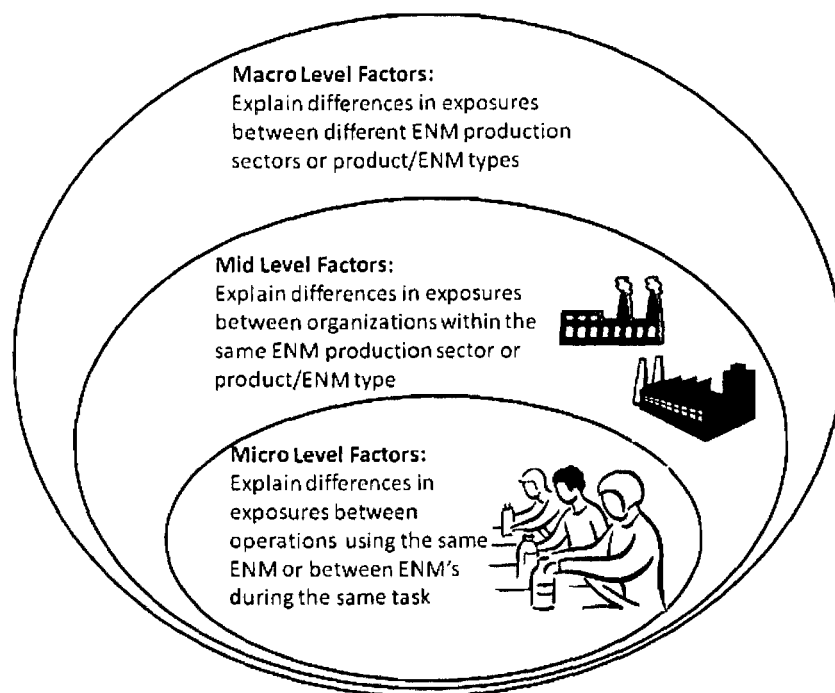 Macro Level Factors:
Explain differences in exposures
between different ENM production
sectors or product/ENM types
Mid Level Factors:
Explain differences in exposures
between organizations within the
same ENM production sector or
product/ENM type
Micro Level Factors:
Explain differences in
exposures between
operations using the same
ENM or between ENM's
during the same task